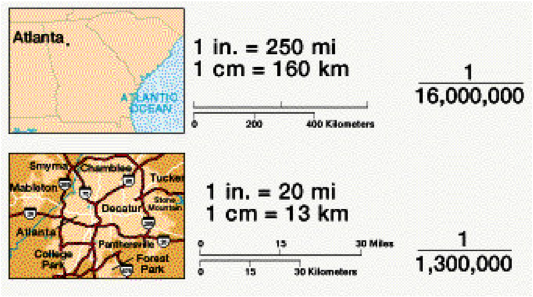 Atlanta
ATLANTIC
OCEAN
1 in. = 250 mi
1 cm = 160 km
0 200 400 Kilometers
1
16,000,000
Smyrna Chamblee
Mableton Tucker
Decatur Stone
Mountain
Atlanta
Panthersville
College
Park
Forest
Park
1 in. = 20 mi
1 cm = 13 km
0 15 30 Miles
0 15 30 Kilometers
1
1,300,000